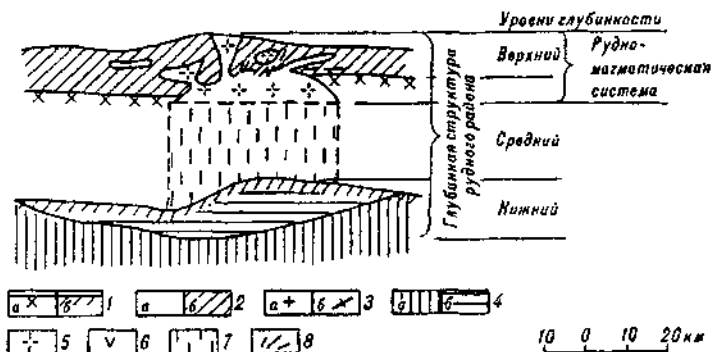 Уровни глубинности
Верхний
Рудно-
магматическая
система
Глубинная структура
рудного района
Средний
Нижний
а б 1 а б 2 а б 3 а б 4
5 6 7 8
10 0 10 20 км